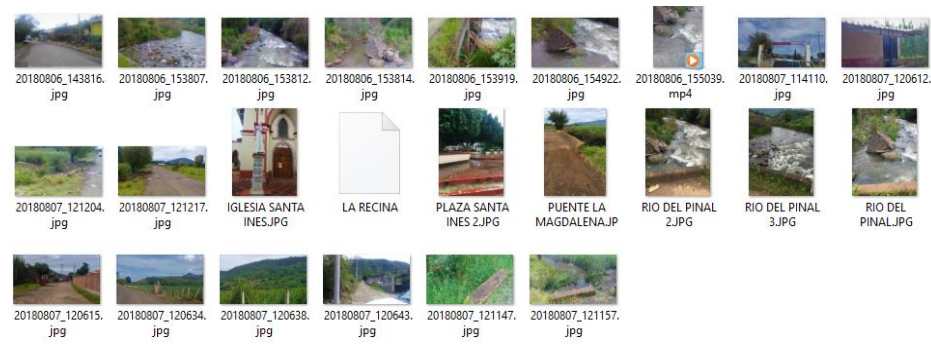 20180806_143816.
jpg
20180806_153807.
jpg
20180806_153812.
jpg
20180806_153814.
jpg
20180806_153919.
jpg
20180806_154922.
jpg
20180806_155039.
mp4
20180807_114110.
jpg
20180807_120612.
jpg
20180807_121204.
jpg
20180807_121217.
jpg
IGLESIA SANTA
INES.JPG
LA RECINA
PLAZA SANTA
INES 2.JPG
PUENTE LA
MAGDALENA.JP
RIO DEL PINAL
2.JPG
RIO DEL PINAL
3.JPG
RIO DEL
PINAL.JPG
20180807_120615.
jpg
20180807_120634.
jpg
20180807_120638.
jpg
20180807_120643.
jpg
20180807_121147.
jpg
20180807_121157.
jpg